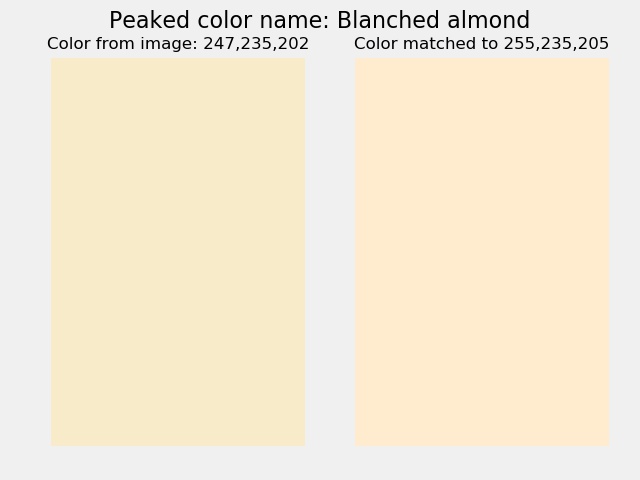 Peaked color name: Blanched almond
Color from image: 247,235,202
Color matched to 255,235,205